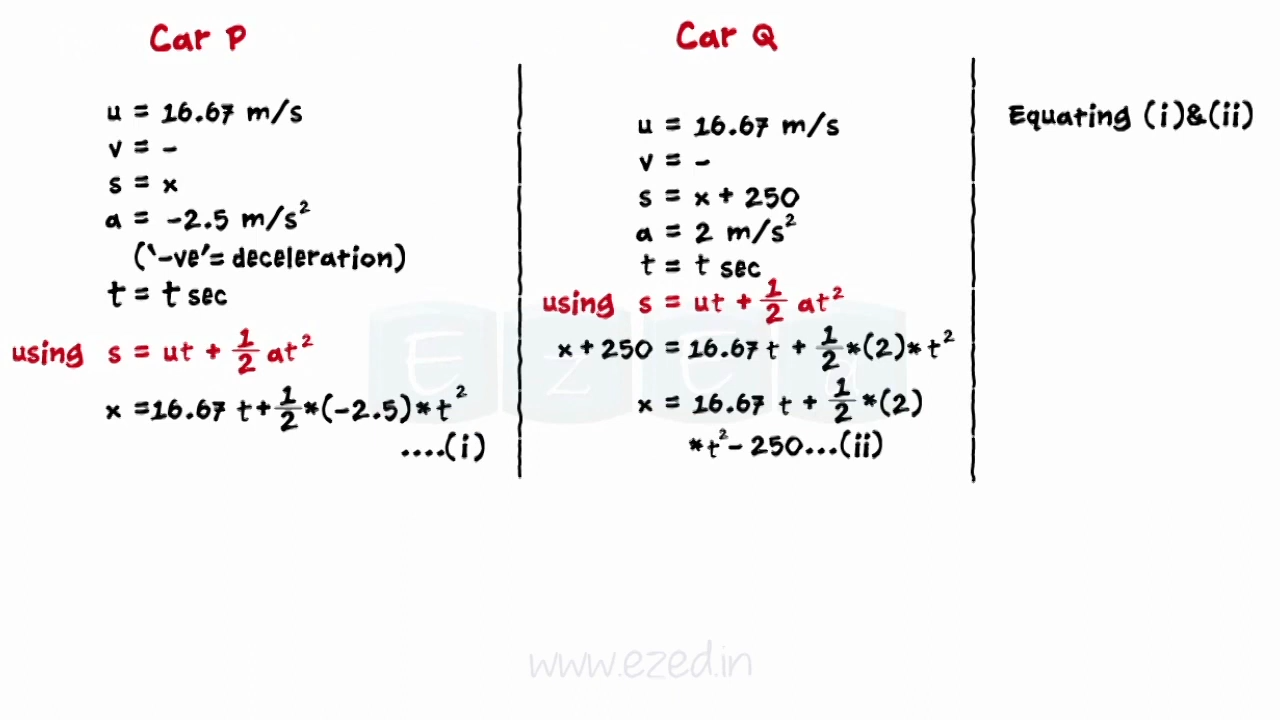 Car P
u = 16.67 m/s
v = -
s = x
a = -2.5 m/s²
('-ve'= deceleration)
t = t sec
using s = ut + 1/2 at²
x =16.67 t+1/2*(-2.5)*t²
....(i)
Car Q
u = 16.67 m/s
v = -
s = x + 250
a = 2 m/s²
t = t sec
using s = ut + 1/2 at²
x + 250 = 16.67 t + 1/2*(2)*t²
x = 16.67 t + 1/2*(2)
*t²- 250...(ii)
Equating (i)&(ii)
EzEd
www.ezed.in